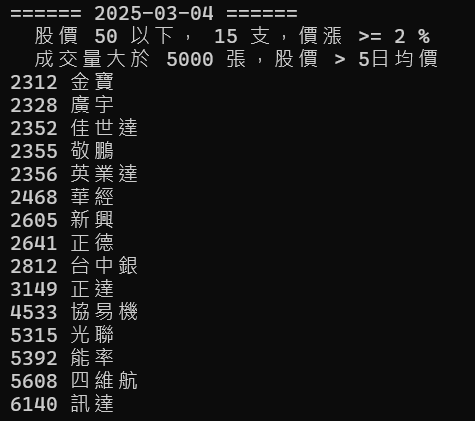 ====== 2025-03-04 ======
股價 50 以下， 15 支，價漲 >= 2 %
成交量大於 5000 張，股價 > 5日均價
2312 金寶
2328 廣宇
2352 佳世達
2355 敬鵬
2356 英業達
2468 華經
2605 新興
2641 正德
2812 台中銀
3149 正達
4533 協易機
5315 光聯
5392 能率
5608 四維航
6140 訊達